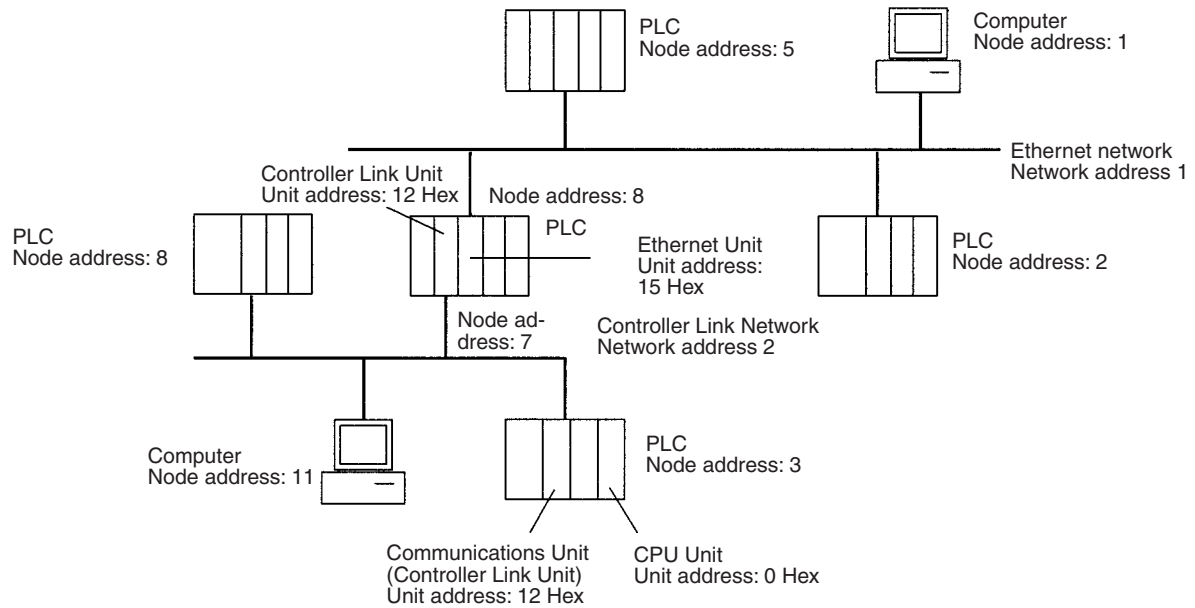 PLC
Node address: 5
Computer
Node address: 1
Ethernet network
Network address 1
Controller Link Unit
Unit address: 12 Hex
Node address: 8
PLC
PLC
Node address: 8
Ethernet Unit
Unit address:
15 Hex
PLC
Node address: 2
Node ad-
dress: 7
Controller Link Network
Network address 2
Computer
Node address: 11
PLC
Node address: 3
Communications Unit
(Controller Link Unit)
Unit address: 12 Hex
CPU Unit
Unit address: 0 Hex